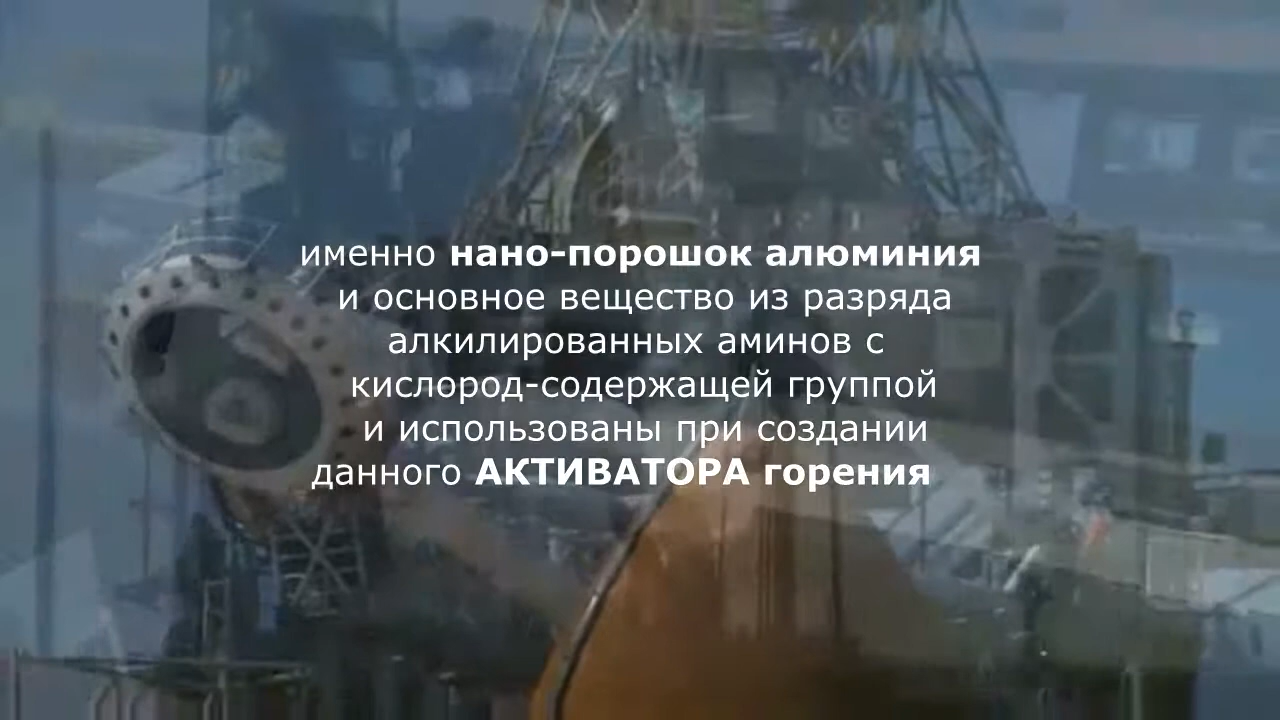 именно нано-порошок алюминия
и основное вещество из разряда
алкилированных аминов с
кислород-содержащей группой
и использованы при создании
данного АКТИВАТОРА горения